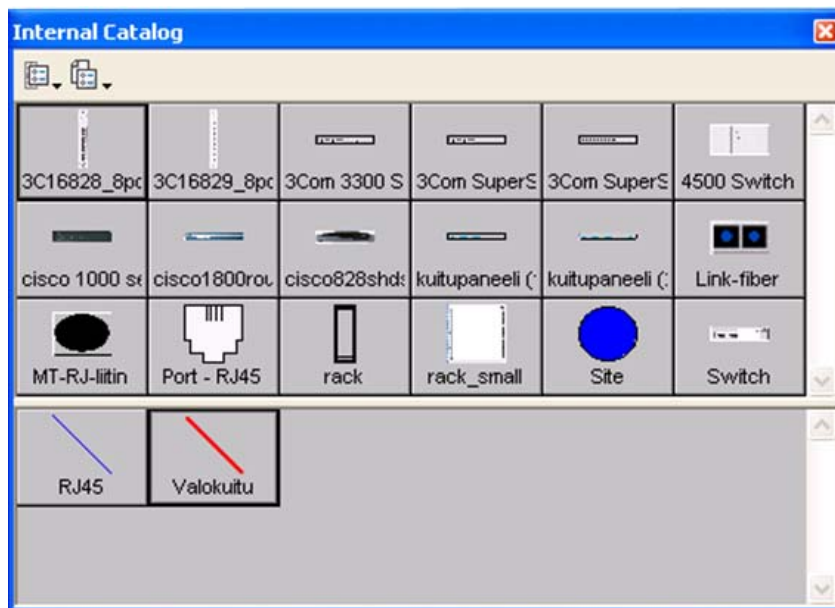 Internal Catalog
3C16828_8pc 3C16829_8pc 3Com 3300 S 3Com SuperS 3Com SuperS 4500 Switch
cisco 1000 se cisco1800rou cisco828shds kuitupaneeli ( kuitupaneeli ( Link-fiber
MT-RJ-liitin Port - RJ45 rack rack_small Site Switch
RJ45 Valokuitu